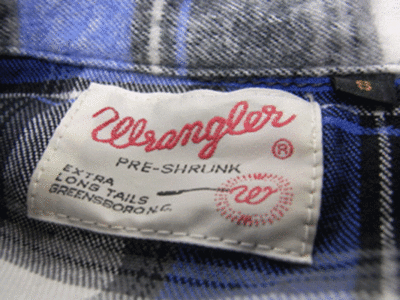 Wrangler ®
PRE-SHRUNK
EXTRA
LONG TAILS
GREENSBORO N.C.
W